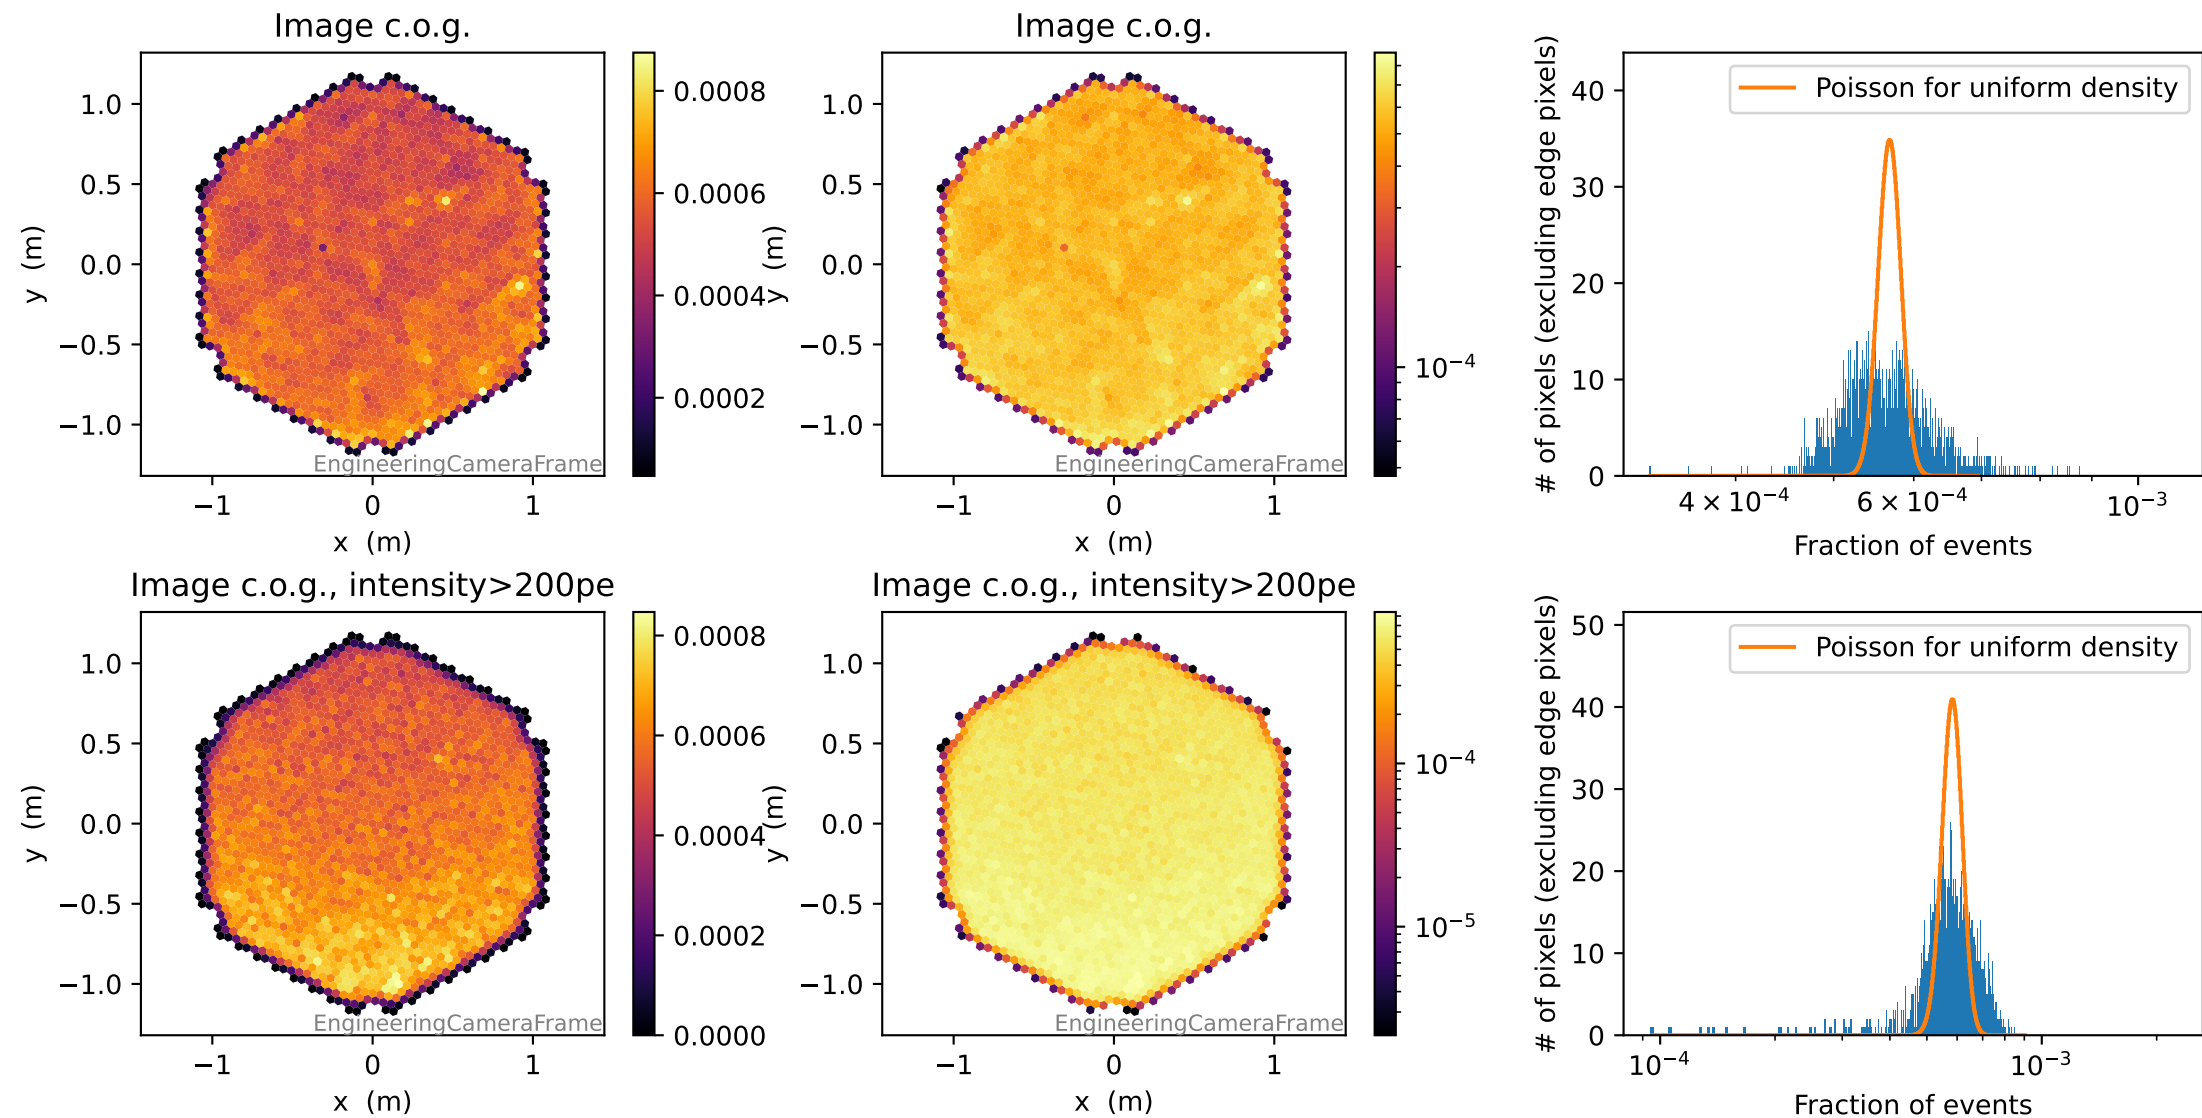 Image c.o.g.
y (m)
1.0
0.5
0.0
−0.5
−1.0
−1
0
1
x (m)
EngineeringCameraFrame
0.0008
0.0006
0.0004
0.0002
Image c.o.g.
y (m)
1.0
0.5
0.0
−0.5
−1.0
−1
0
1
x (m)
EngineeringCameraFrame
10⁻⁴
# of pixels (excluding edge pixels)
40
30
20
10
0
Poisson for uniform density
4 × 10⁻⁴
6 × 10⁻⁴
10⁻³
Fraction of events
Image c.o.g., intensity>200pe
y (m)
1.0
0.5
0.0
−0.5
−1.0
−1
0
1
x (m)
EngineeringCameraFrame
0.0008
0.0006
0.0004
0.0002
0.0000
Image c.o.g., intensity>200pe
y (m)
1.0
0.5
0.0
−0.5
−1.0
−1
0
1
x (m)
EngineeringCameraFrame
10⁻⁴
10⁻⁵
# of pixels (excluding edge pixels)
50
40
30
20
10
0
Poisson for uniform density
10⁻⁴
10⁻³
Fraction of events